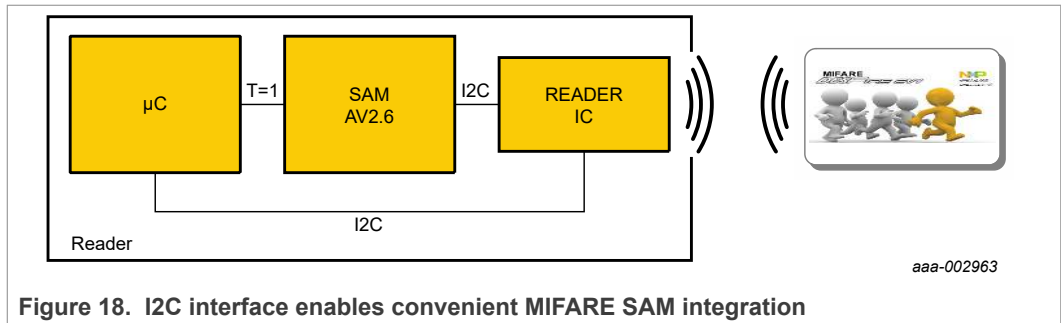 µC
T=1
SAM
AV2.6
I2C
READER
IC
MIFARE
NXP
I2C
Reader
aaa-002963
Figure 18. I2C interface enables convenient MIFARE SAM integration